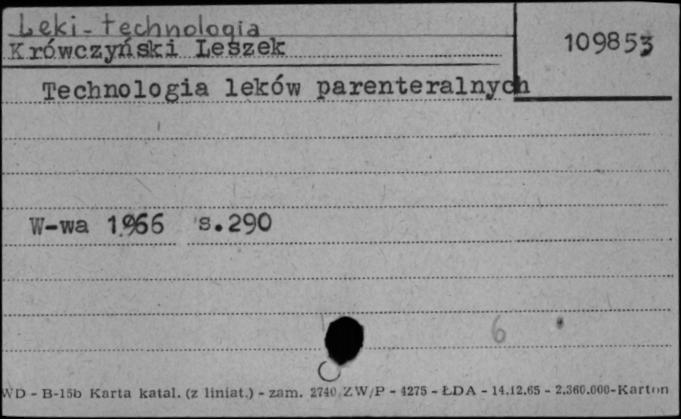 Leki-technologia
Krówczyński Leszek
109853
Technologia leków parenteralnych
W-wa 1966 s.290
6
WD - B-15b Karta katal. (z liniat.) - zam. 2740 ZW/P - 4275 - ŁDA - 14.12.65 - 2.360.000-Karton